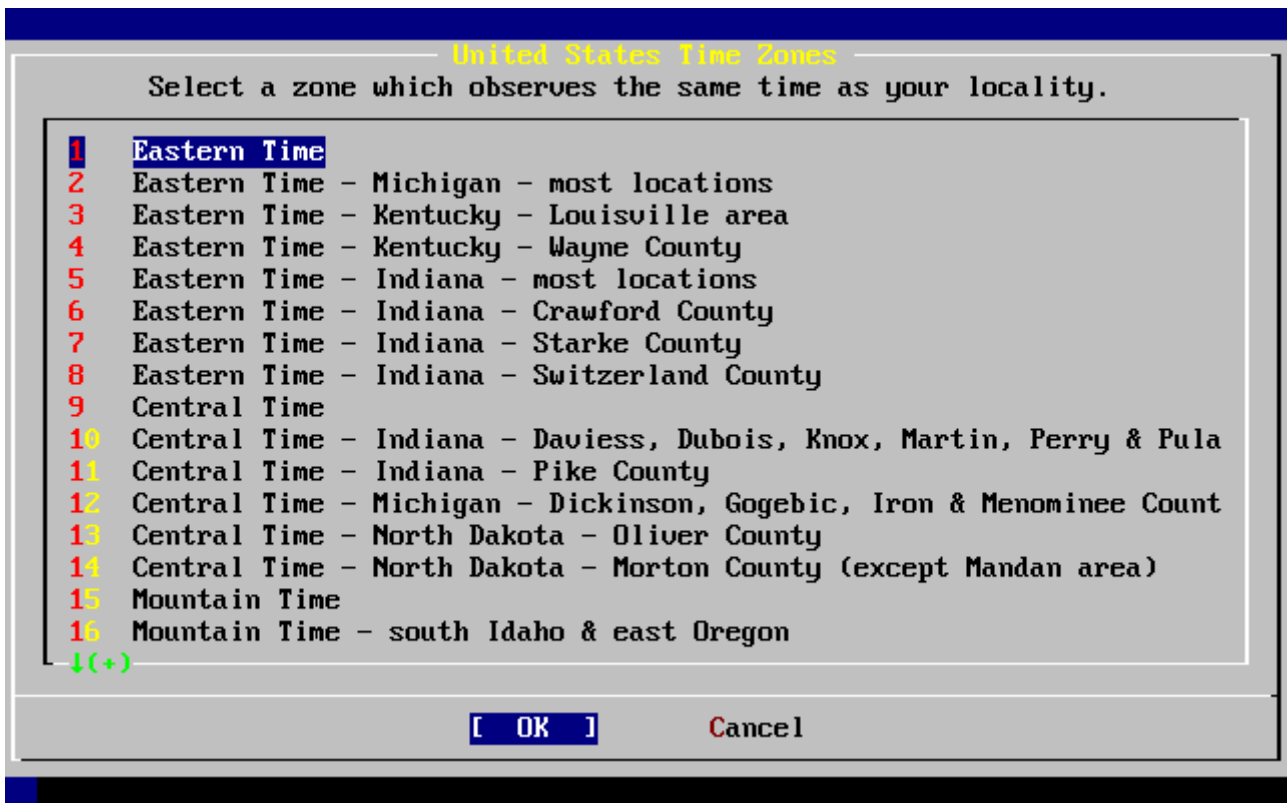 United States Time Zones
Select a zone which observes the same time as your locality.
1 Eastern Time
2 Eastern Time - Michigan - most locations
3 Eastern Time - Kentucky - Louisville area
4 Eastern Time - Kentucky - Wayne County
5 Eastern Time - Indiana - most locations
6 Eastern Time - Indiana - Crawford County
7 Eastern Time - Indiana - Starke County
8 Eastern Time - Indiana - Switzerland County
9 Central Time
10 Central Time - Indiana - Daviess, Dubois, Knox, Martin, Perry & Pula
11 Central Time - Indiana - Pike County
12 Central Time - Michigan - Dickinson, Gogebic, Iron & Menominee Count
13 Central Time - North Dakota - Oliver County
14 Central Time - North Dakota - Morton County (except Mandan area)
15 Mountain Time
16 Mountain Time - south Idaho & east Oregon
↓(+)
[ OK ] Cancel